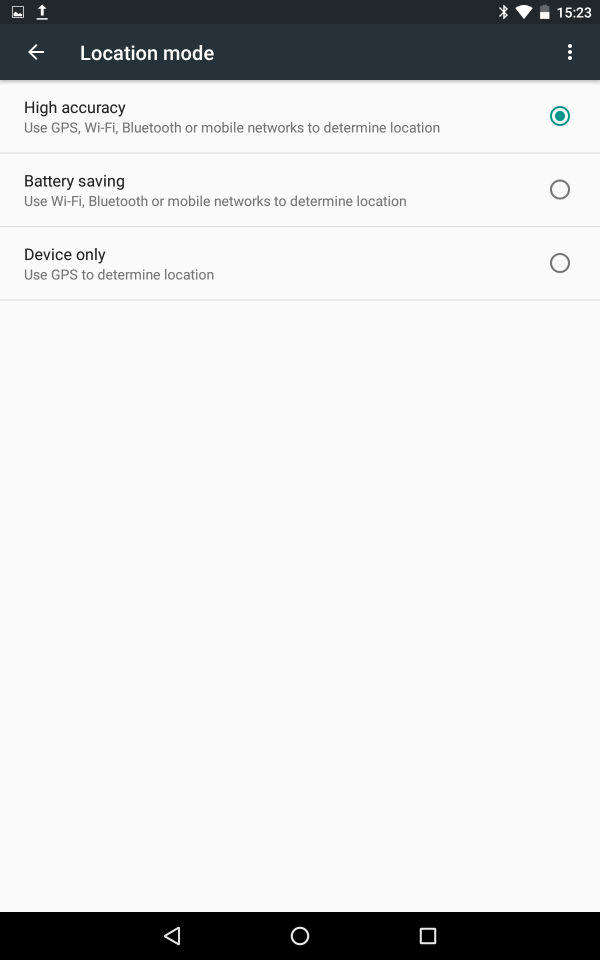 15:23
Location mode
High accuracy
Use GPS, Wi-Fi, Bluetooth or mobile networks to determine location
Battery saving
Use Wi-Fi, Bluetooth or mobile networks to determine location
Device only
Use GPS to determine location